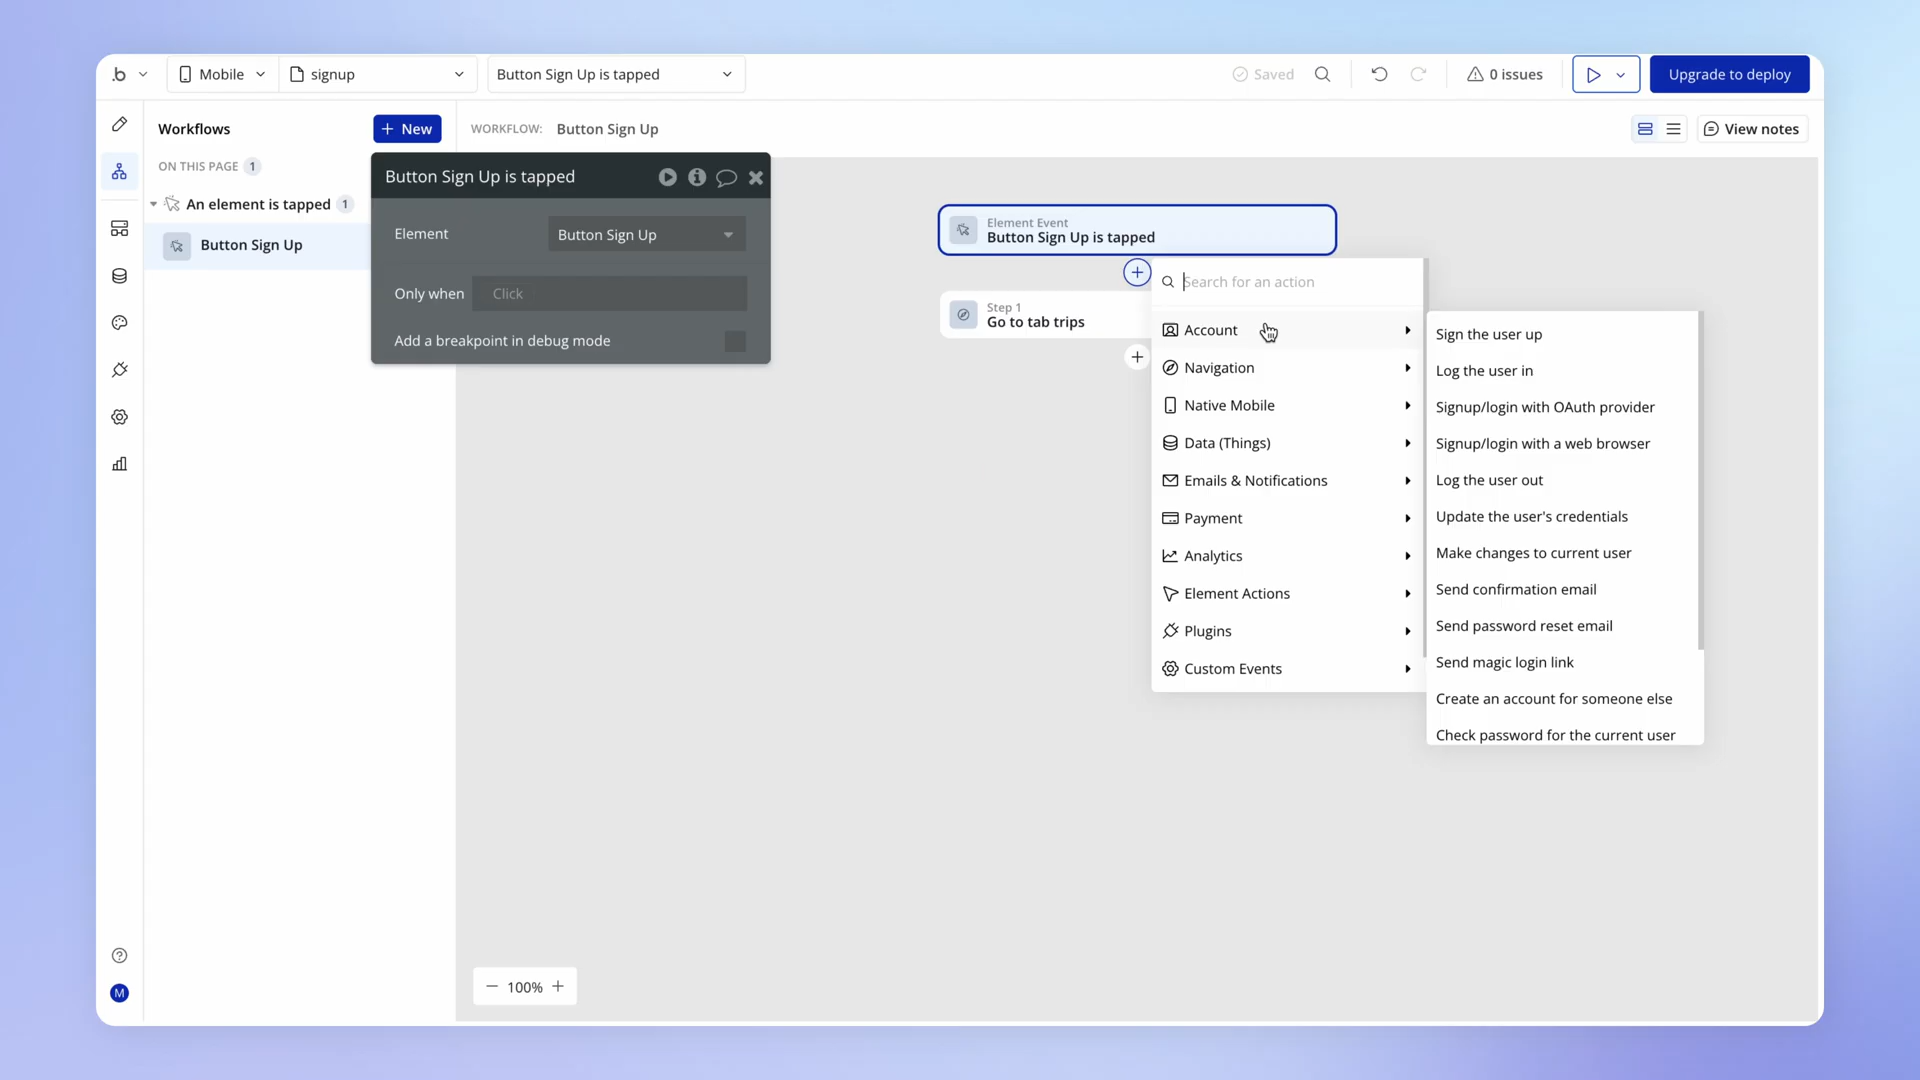 .b
Mobile
signup
Button Sign Up is tapped
Saved
0 issues
Upgrade to deploy
Workflows
+ New
WORKFLOW: Button Sign Up
View notes
ON THIS PAGE 1
An element is tapped 1
Button Sign Up
Button Sign Up is tapped
Element
Button Sign Up
Only when
Click
Add a breakpoint in debug mode
Element Event
Button Sign Up is tapped
Step 1
Go to tab trips
Search for an action
Account
Navigation
Native Mobile
Data (Things)
Emails & Notifications
Payment
Analytics
Element Actions
Plugins
Custom Events
Sign the user up
Log the user in
Signup/login with OAuth provider
Signup/login with a web browser
Log the user out
Update the user's credentials
Make changes to current user
Send confirmation email
Send password reset email
Send magic login link
Create an account for someone else
Check password for the current user
100%
M